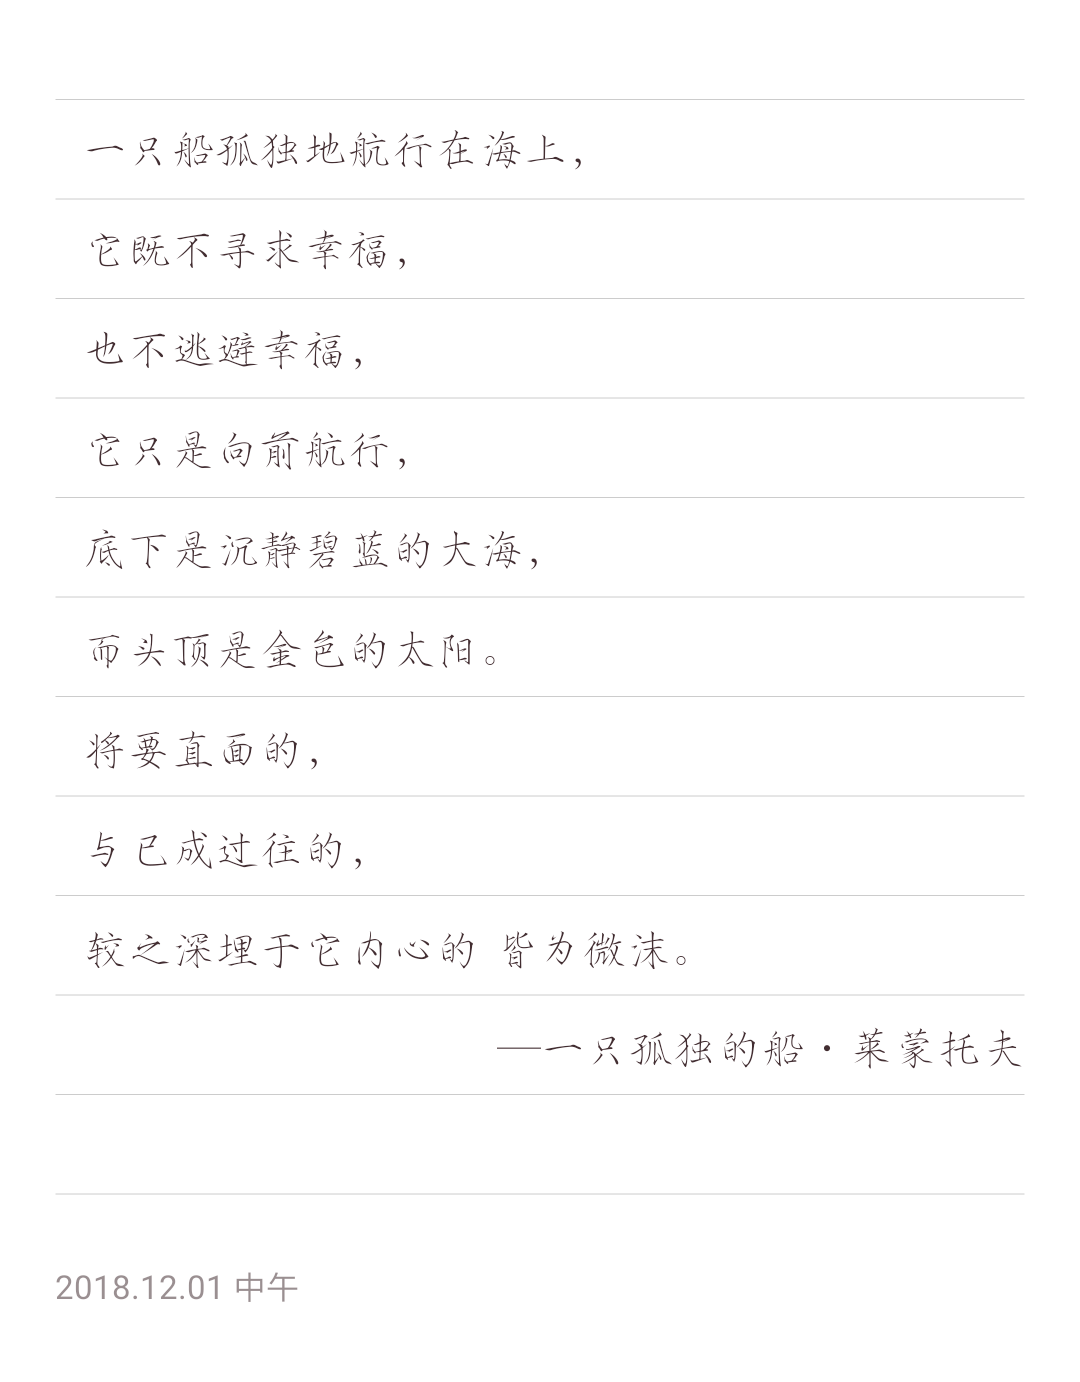 一只船孤独地航行在海上，
它既不寻求幸福，
也不逃避幸福，
它只是向前航行，
底下是沉静碧蓝的大海，
而头顶是金色的太阳。
将要直面的，
与已成过往的，
较之深埋于它内心的 皆为微沫。
—一只孤独的船·莱蒙托夫
2018.12.01 中午